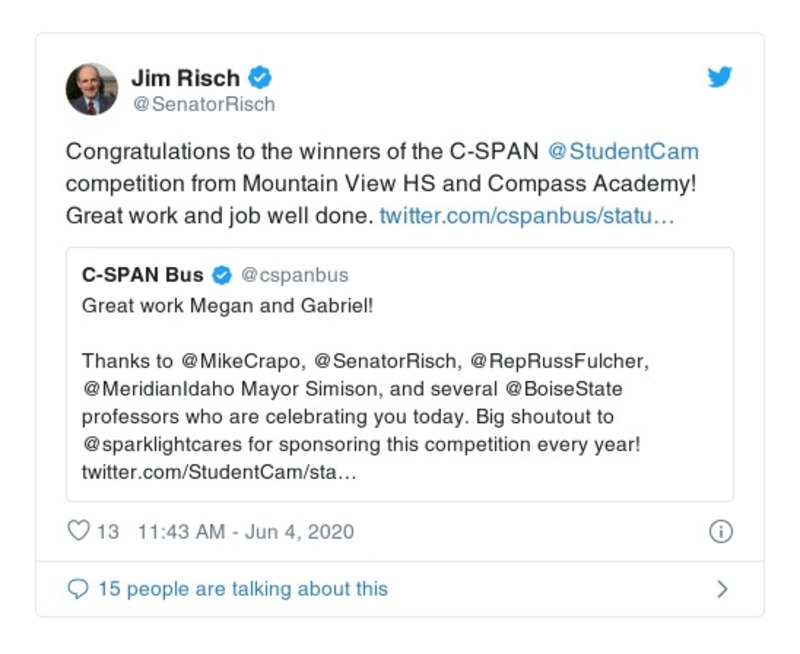 Jim Risch
@SenatorRisch
Congratulations to the winners of the C-SPAN @StudentCam
competition from Mountain View HS and Compass Academy!
Great work and job well done. twitter.com/cspanbus/statu…
C-SPAN Bus @cspanbus
Great work Megan and Gabriel!
Thanks to @MikeCrapo, @SenatorRisch, @RepRussFulcher,
@MeridianIdaho Mayor Simison, and several @BoiseState
professors who are celebrating you today. Big shoutout to
@sparklightcares for sponsoring this competition every year!
twitter.com/StudentCam/sta…
13 11:43 AM - Jun 4, 2020
15 people are talking about this